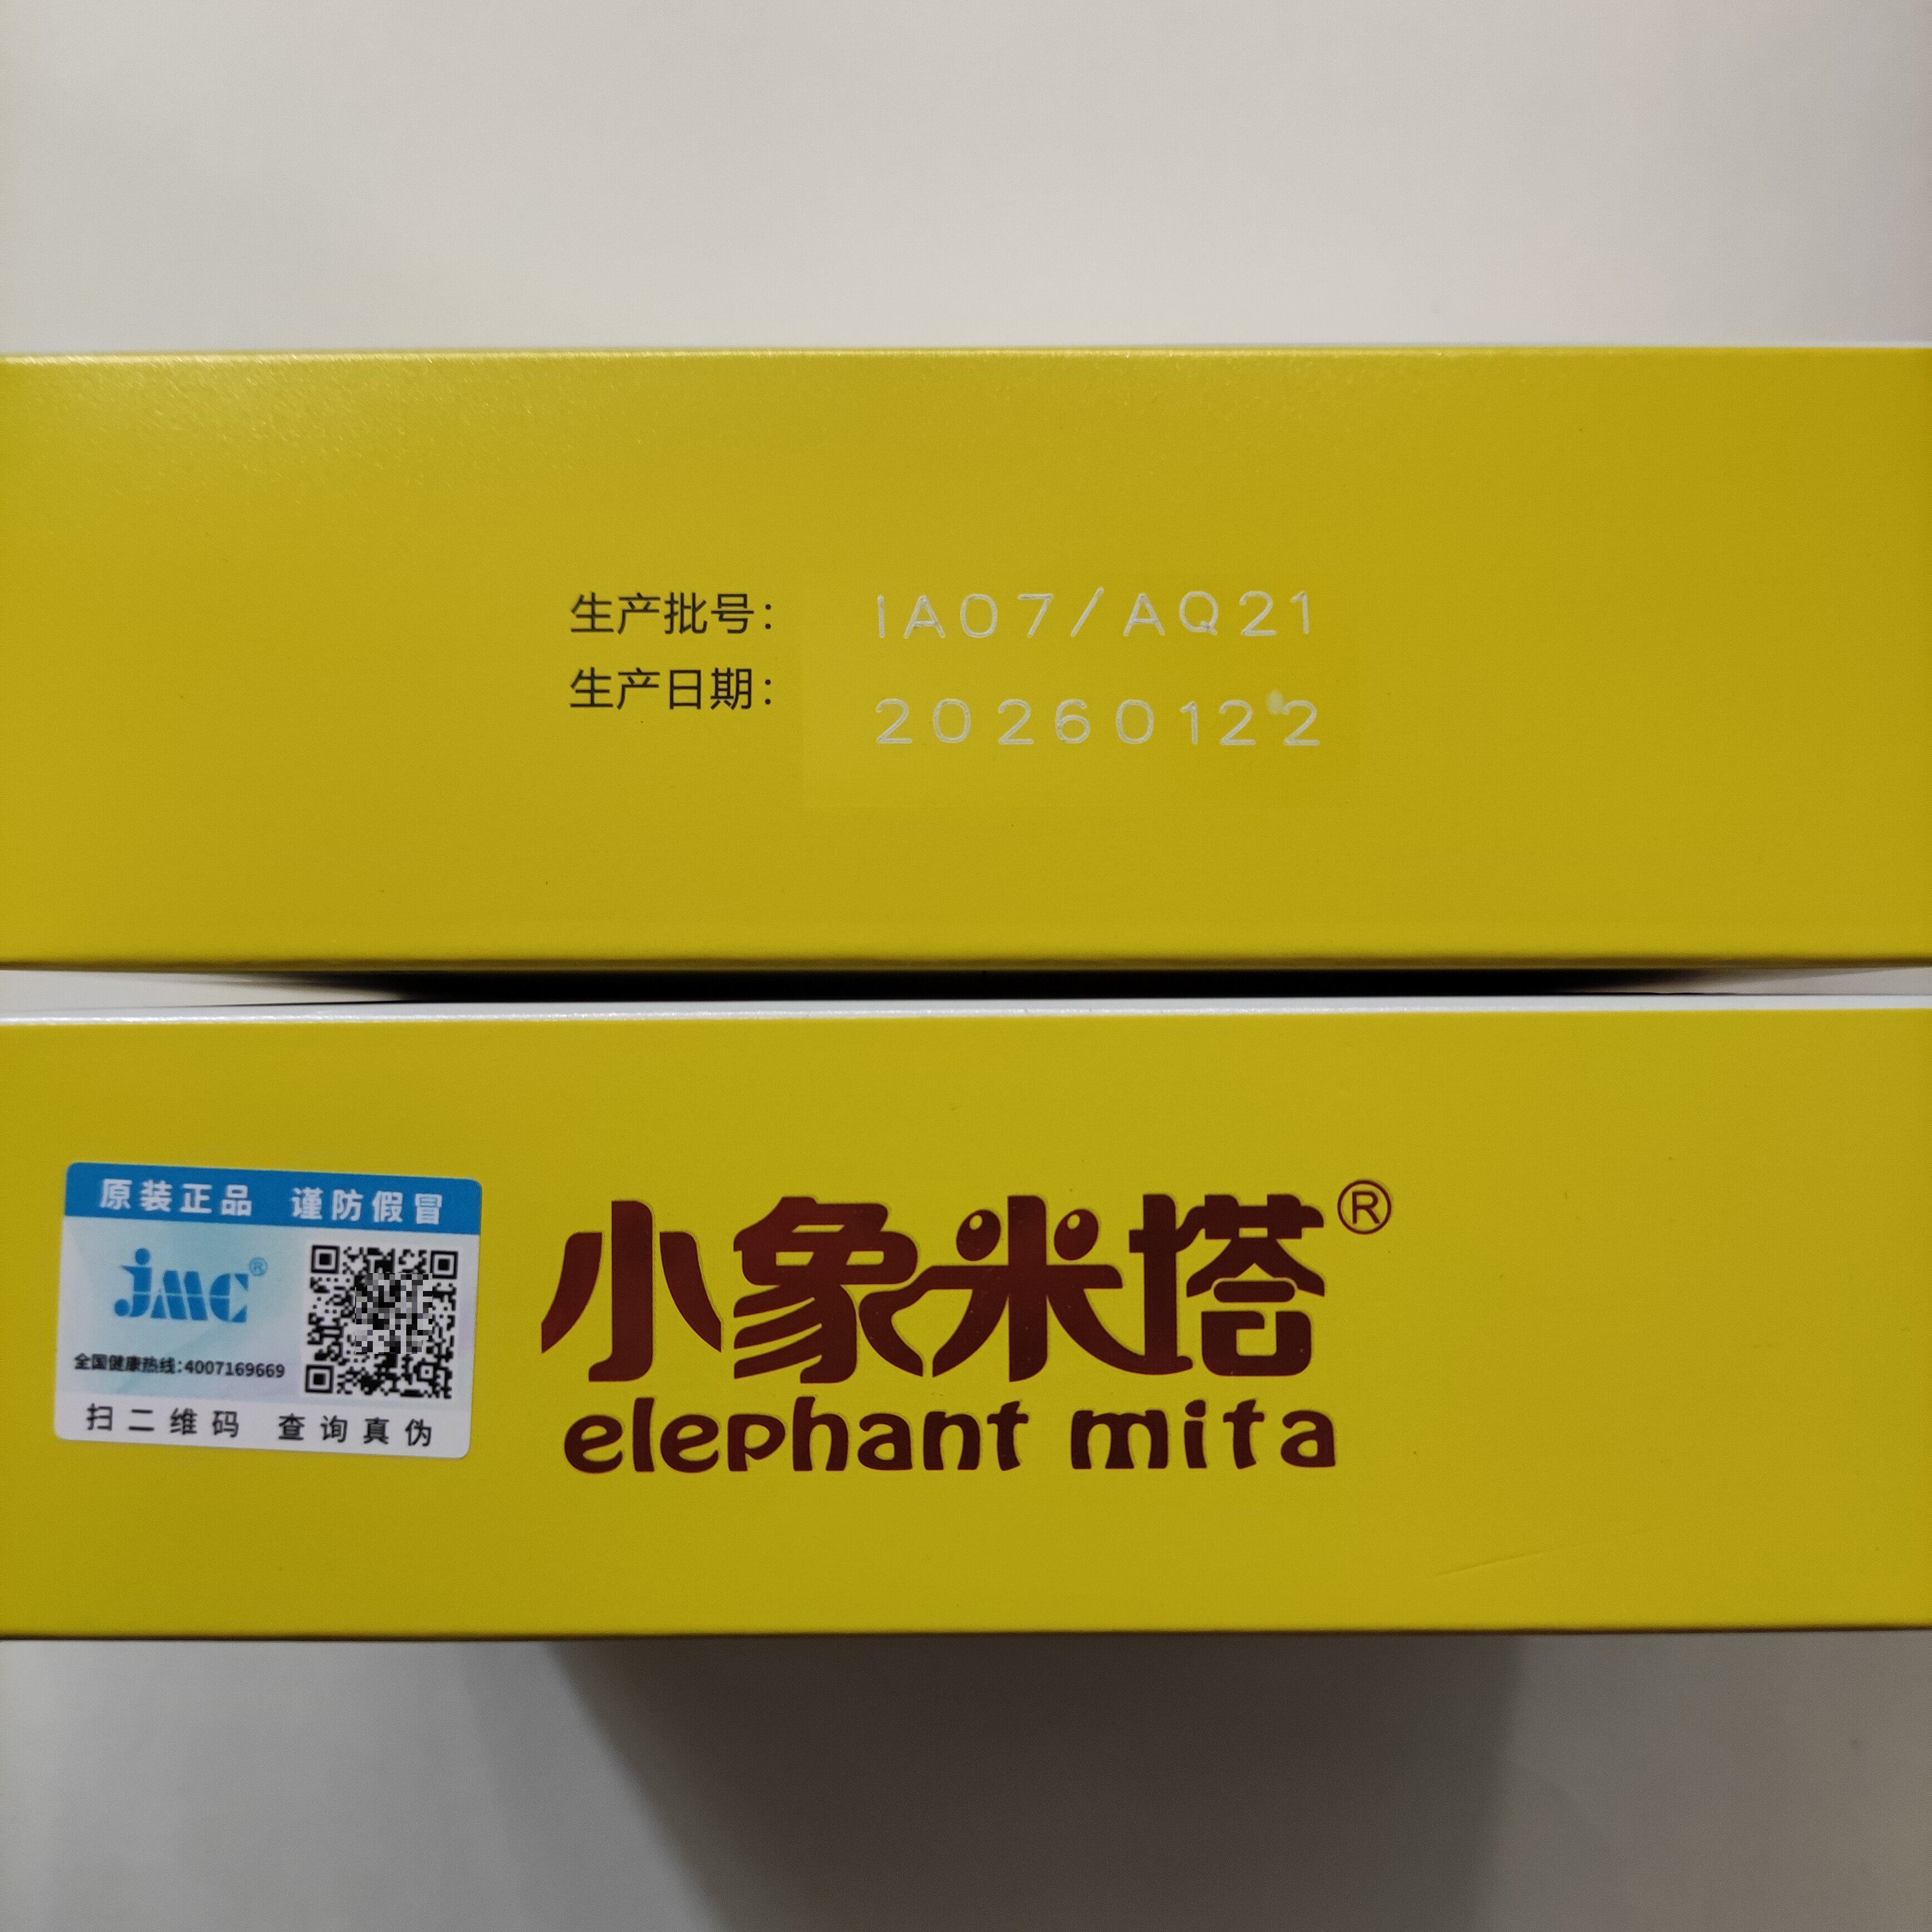 生产批号： IA07/AQ21
生产日期： 20260122
原装正品 谨防假冒
jmc®
全国健康热线:4007169669
扫二维码 查询真伪
小象米塔®
elephant mita